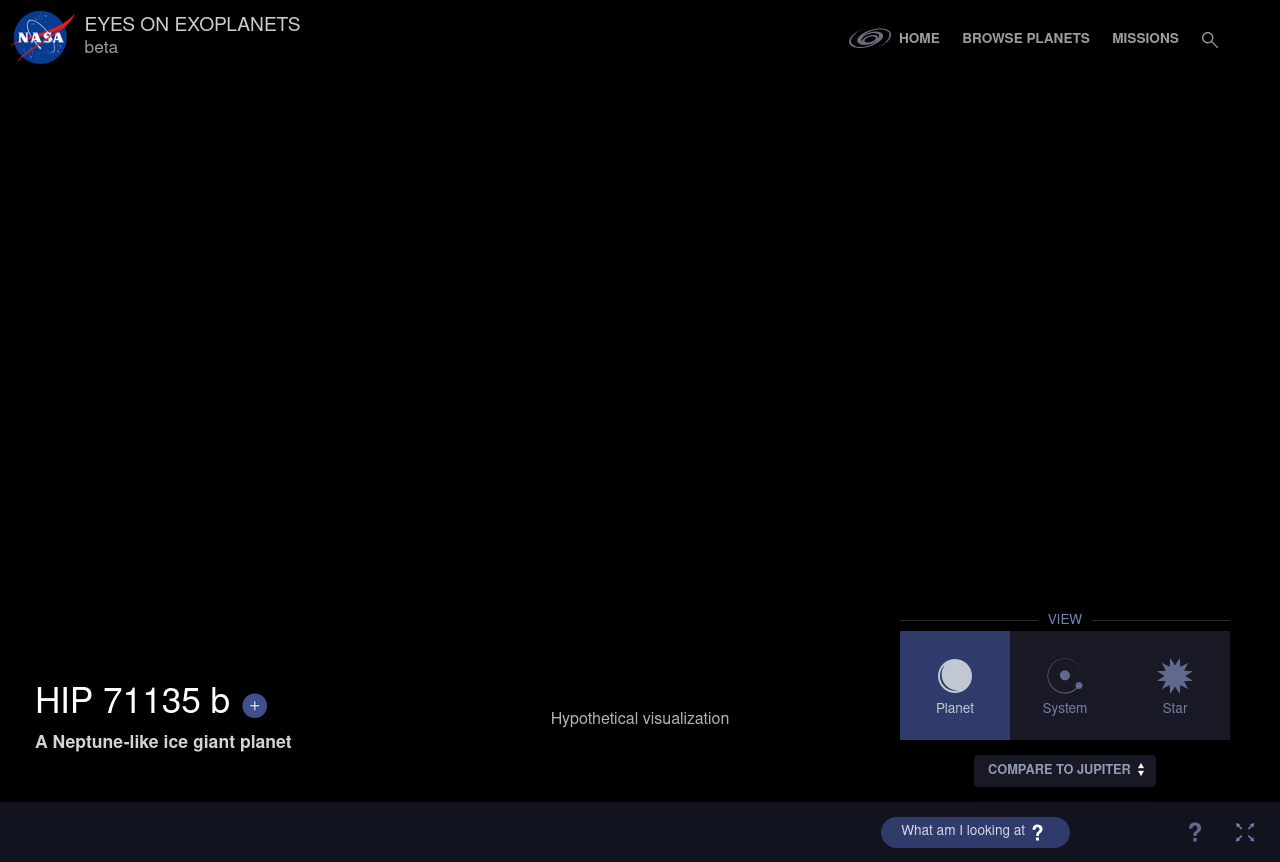 NASA
EYES ON EXOPLANETS
beta
HOME
BROWSE PLANETS
MISSIONS
VIEW
Planet
System
Star
HIP 71135 b +
A Neptune-like ice giant planet
Hypothetical visualization
COMPARE TO JUPITER
What am I looking at ?
?